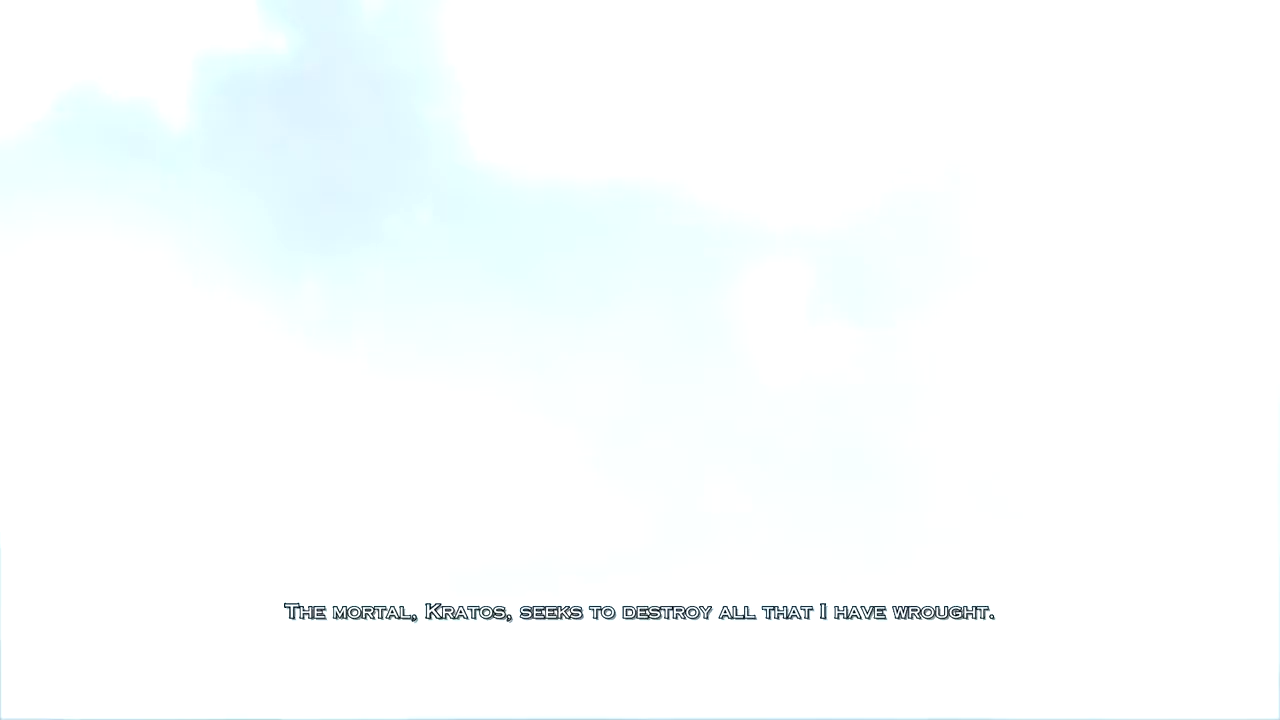 The mortal, Kratos, seeks to destroy all that I have wrought.